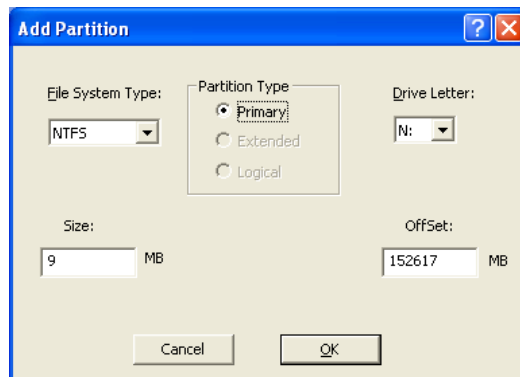 Add Partition
File System Type:
NTFS
Partition Type
Primary
Extended
Logical
Drive Letter:
N:
Size:
9 MB
OffSet:
152617 MB
Cancel
OK